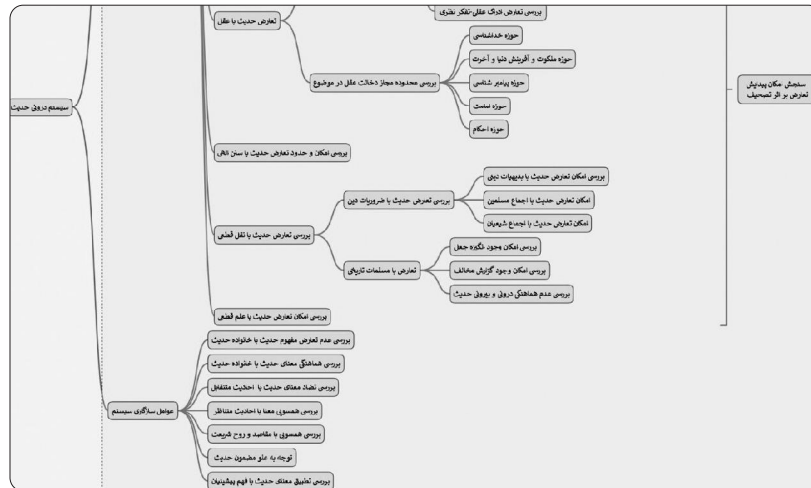 بررسی تعارض ادراک عقلی-تفکر نظری
تعارض حدیث با عقل
حوزه خداشناسی
حوزه ملکوت و آفرینش دنیا و آخرت
بررسی محدوده مجاز دخالت عقل در موضوع
حوزه پیامبر شناسی
حوزه احکام
سنجش امکان پیدایش
تعارض بر اثر تصحیف
سیستم درونی حدیث
بررسی امکان و حدود تعارض حدیث با سنن الهی
بررسی امکان تعارض حدیث با بدیهیات دینی
بررسی تعارض حدیث با ضروریات دین
امکان تعارض حدیث با اجماع مسلمین
امکان تعارض حدیث با اجماع شیعیان
بررسی تعارض حدیث با نقل قطعی
بررسی امکان وجود انگیزه جعل
تعارض با مسلمات تاریخی
بررسی امکان وجود گزارش مخالف
بررسی عدم هماهنگی درونی و بیرونی حدیث
بررسی امکان تعارض حدیث با علم قطعی
بررسی عدم تعارض مفهوم حدیث با خانواده حدیث
بررسی هماهنگی معنای حدیث با خانواده حدیث
بررسی تضاد معنای حدیث با احادیث متقابل
عوامل سازگاری سیستم
بررسی همسویی معنا با احادیث متناظر
بررسی همسویی با مقاصد و روح شریعت
توجه به علو مضمون حدیث
بررسی تطبیق معنای حدیث با فهم پیشینیان